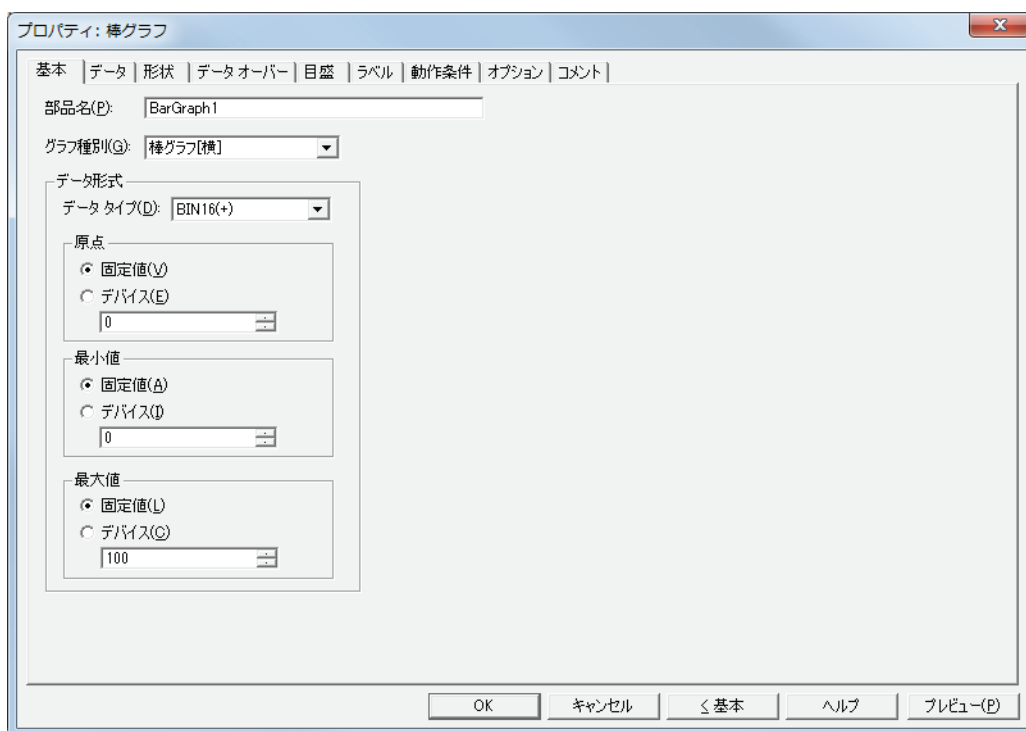 プロパティ: 棒グラフ
基本 データ 形状 データ オーバー 目盛 ラベル 動作条件 オプション コメント
部品名(P): BarGraph1
グラフ種別(G): 棒グラフ[横]
データ形式
データ タイプ(D): BIN16(+)
原点
固定値(V)
デバイス(E)
0
最小値
固定値(A)
デバイス(I)
0
最大値
固定値(L)
デバイス(C)
100
OK キャンセル < 基本 ヘルプ プレビュー(P)